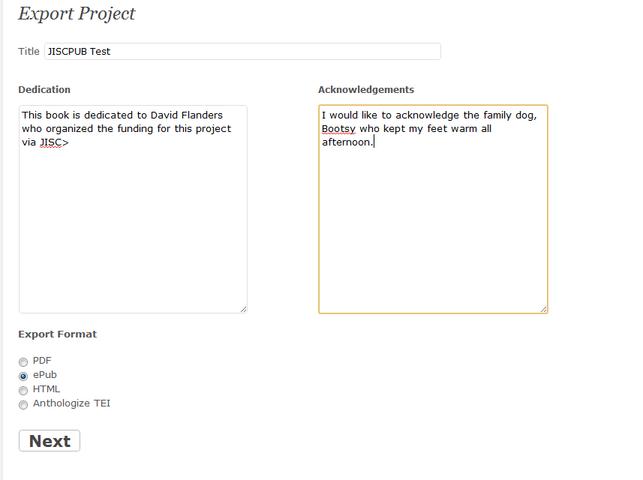 Export Project
Title JISCPUB Test
Dedication
This book is dedicated to David Flanders
who organized the funding for this project
via JISC>
Acknowledgements
I would like to acknowledge the family dog,
Bootsy who kept my feet warm all
afternoon.
Export Format
PDF
ePub
HTML
Anthologize TEI
Next